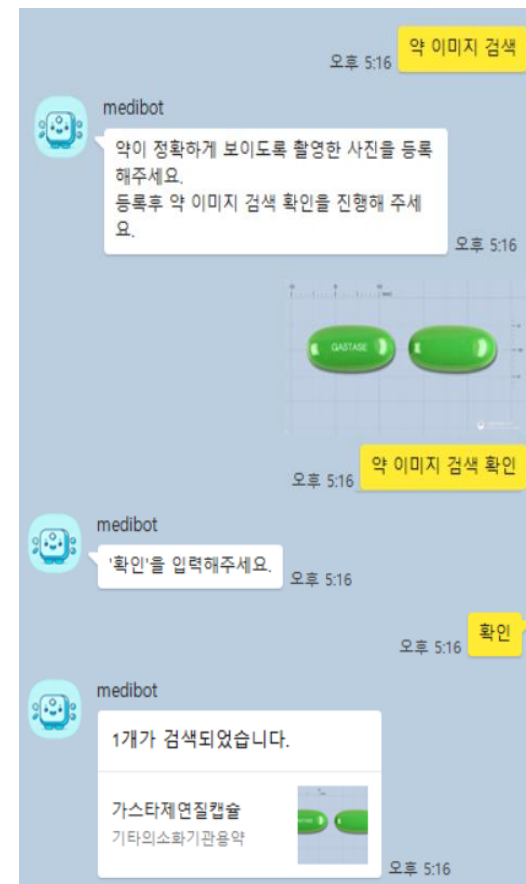 약 이미지 검색
오후 5:16
medibot
약이 정확하게 보이도록 촬영한 사진을 등록
해주세요.
등록후 약 이미지 검색 확인을 진행해 주세
요.
오후 5:16
GASTASE
약 이미지 검색 확인
오후 5:16
medibot
'확인'을 입력해주세요.
오후 5:16
확인
오후 5:16
medibot
1개가 검색되었습니다.
가스타제연질캡슐
기타의소화기관용약
오후 5:16